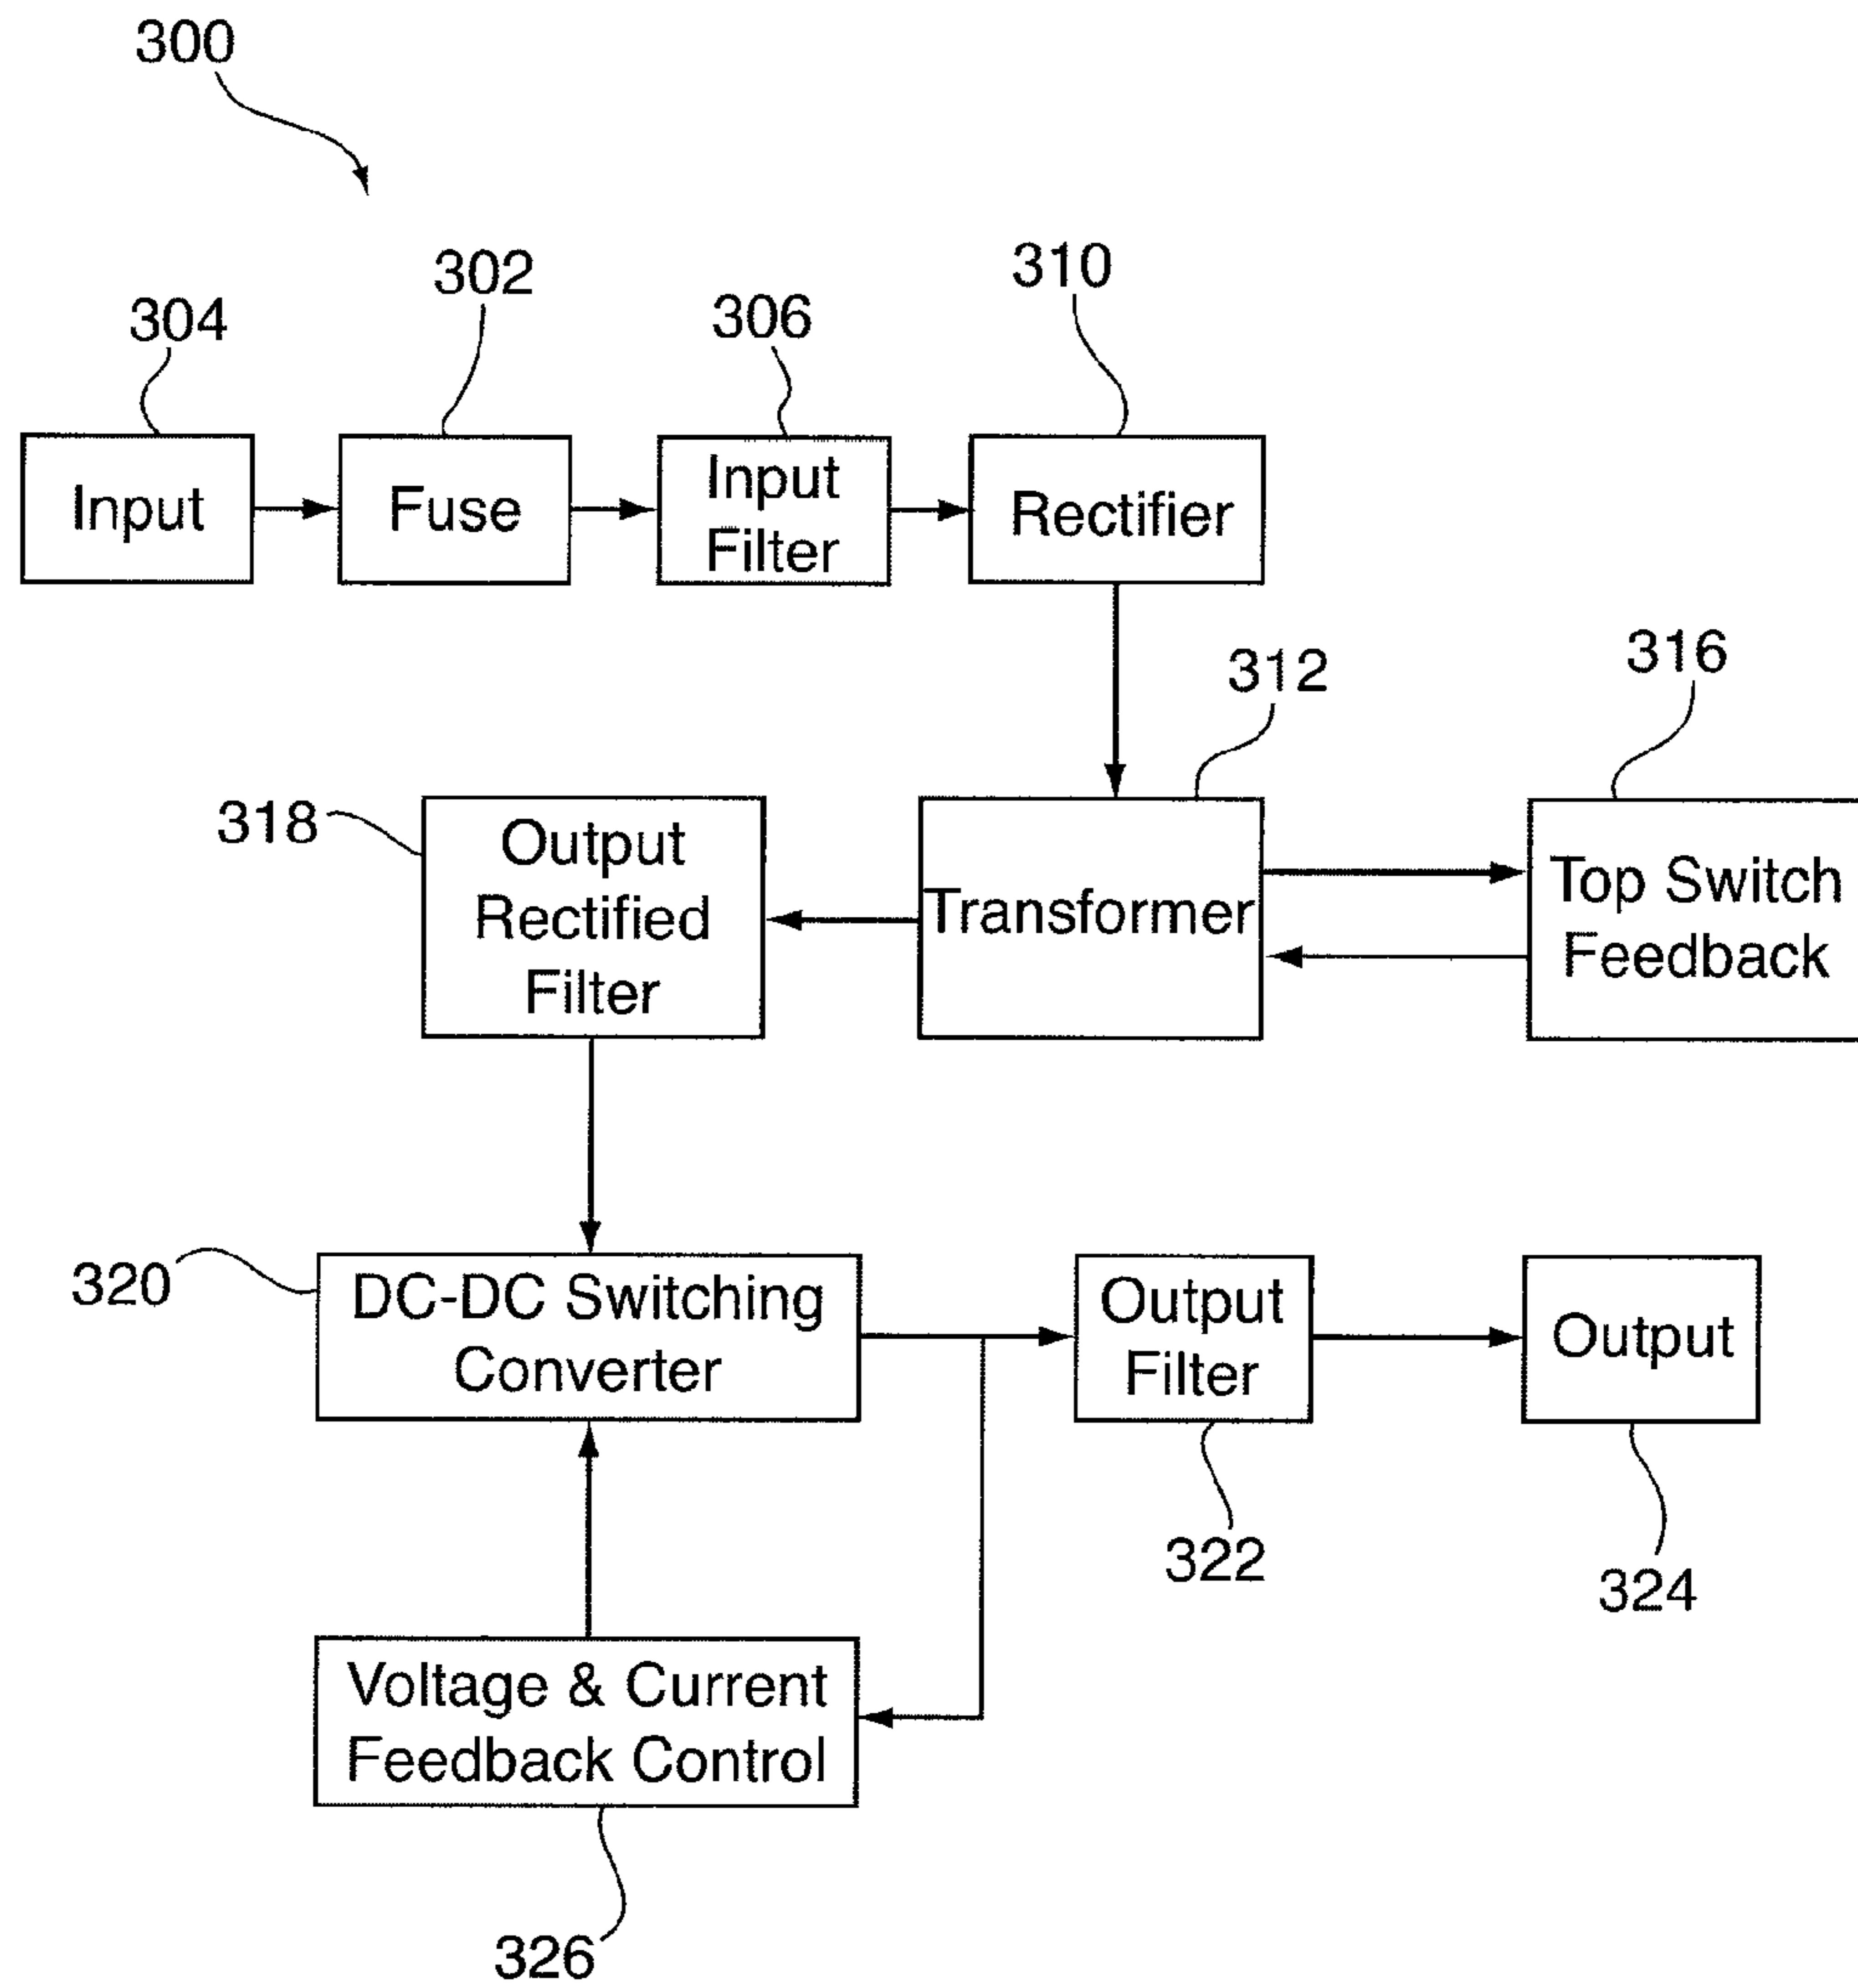 300
304
302
306
310
Input
Fuse
Input
Filter
Rectifier
312
316
318
Output
Rectified
Filter
Transformer
Top Switch
Feedback
320
DC-DC Switching
Converter
Output
Filter
Output
322
324
Voltage & Current
Feedback Control
326